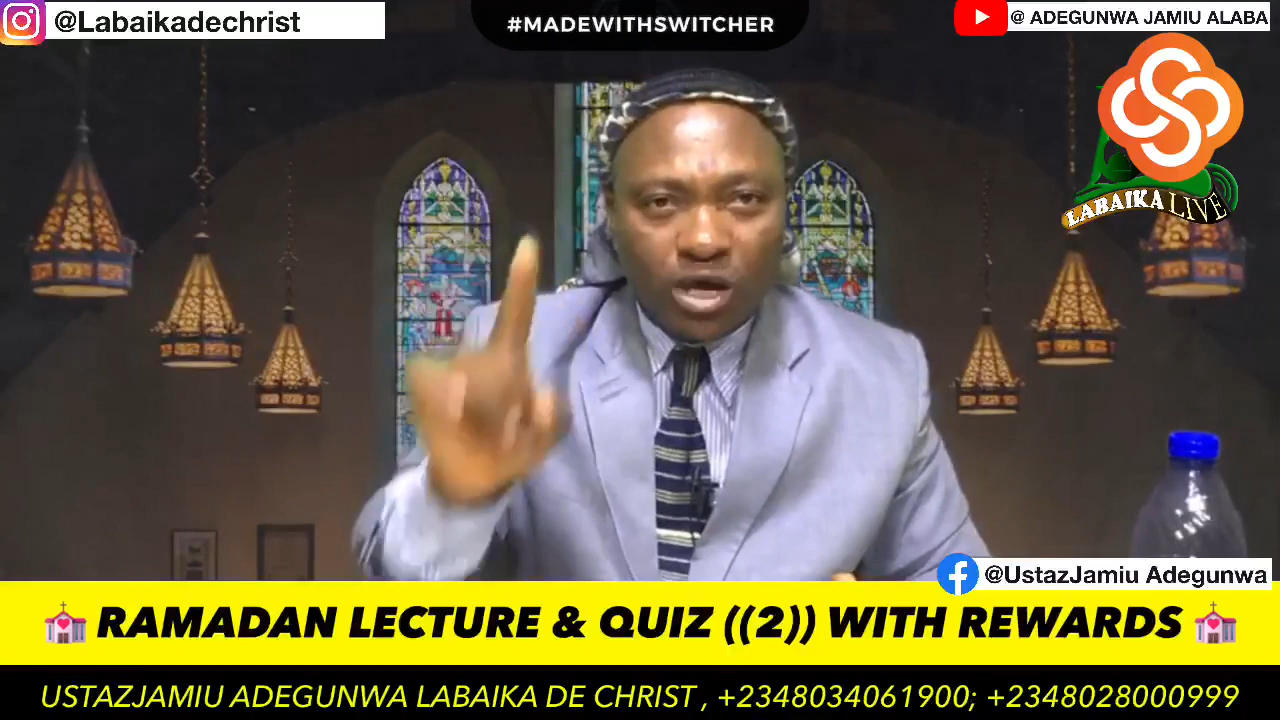 @Labaikadechrist
#MADEWITHSWITCHER
@ ADEGUNWA JAMIU ALABA
LABAIKA LIVE
@UstazJamiu Adegunwa
RAMADAN LECTURE & QUIZ ((2)) WITH REWARDS
USTAZJAMIU ADEGUNWA LABAIKA DE CHRIST , +2348034061900; +2348028000999